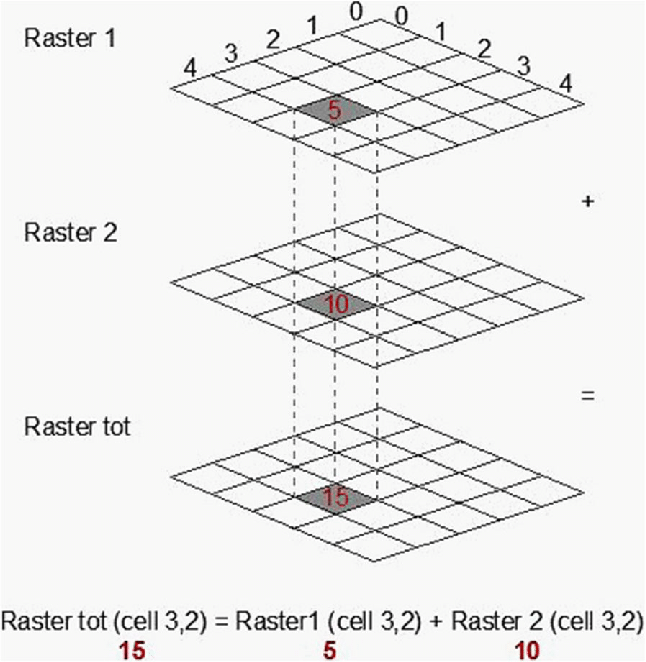 Raster 1
4 3 2 1 0 0 1 2 3 4
5
+
Raster 2
10
=
Raster tot
15
Raster tot (cell 3,2) = Raster1 (cell 3,2) + Raster 2 (cell 3,2)
15 5 10